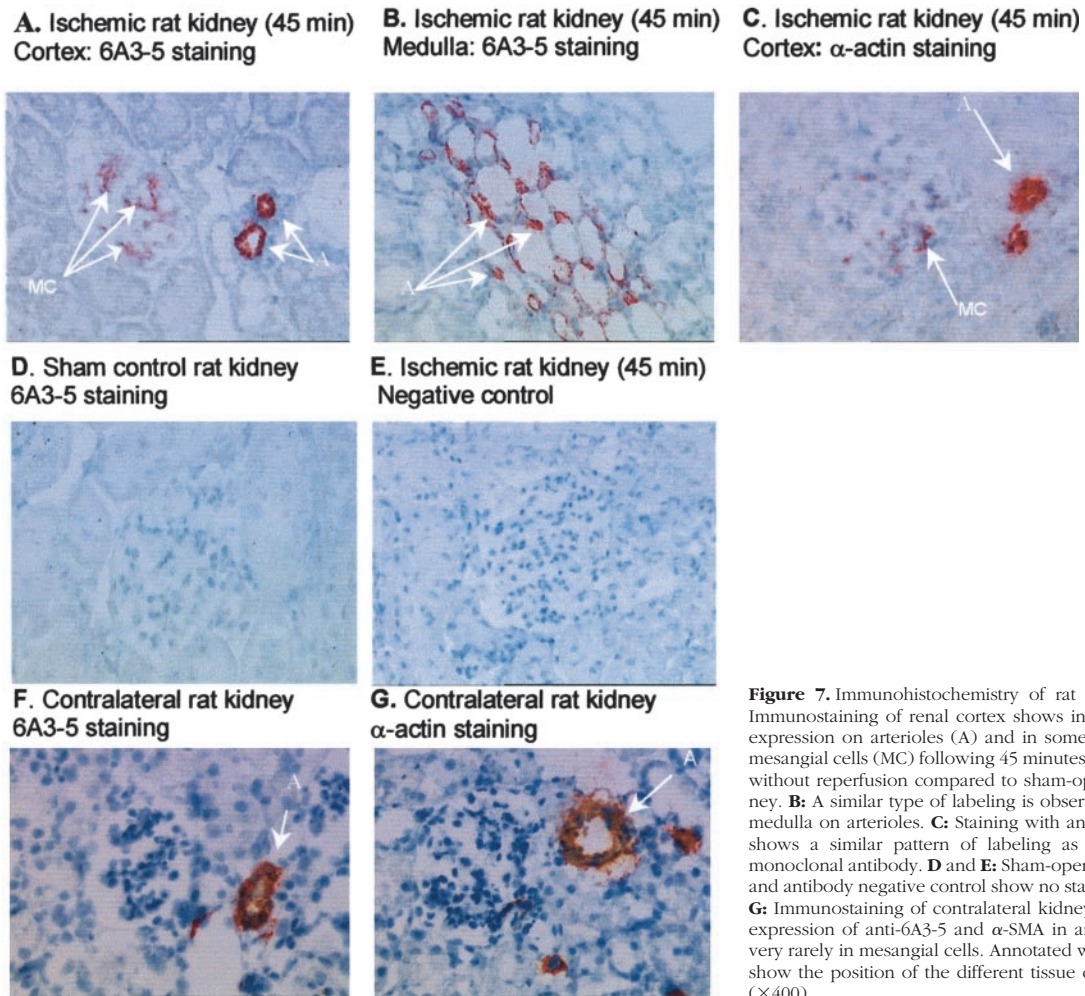 A. Ischemic rat kidney (45 min)
Cortex: 6A3-5 staining
B. Ischemic rat kidney (45 min)
Medulla: 6A3-5 staining
C. Ischemic rat kidney (45 min)
Cortex: α-actin staining
MC
A
A
A
MC
D. Sham control rat kidney
6A3-5 staining
E. Ischemic rat kidney (45 min)
Negative control
F. Contralateral rat kidney
6A3-5 staining
G. Contralateral rat kidney
α-actin staining
A
A
Figure 7. Immunohistochemistry of rat
Immunostaining of renal cortex shows in
expression on arterioles (A) and in some
mesangial cells (MC) following 45 minutes
without reperfusion compared to sham-op
ney. B: A similar type of labeling is obser
medulla on arterioles. C: Staining with an
shows a similar pattern of labeling as
monoclonal antibody. D and E: Sham-oper
and antibody negative control show no sta
G: Immunostaining of contralateral kidney
expression of anti-6A3-5 and α-SMA in ar
very rarely in mesangial cells. Annotated w
show the position of the different tissue
(×400)